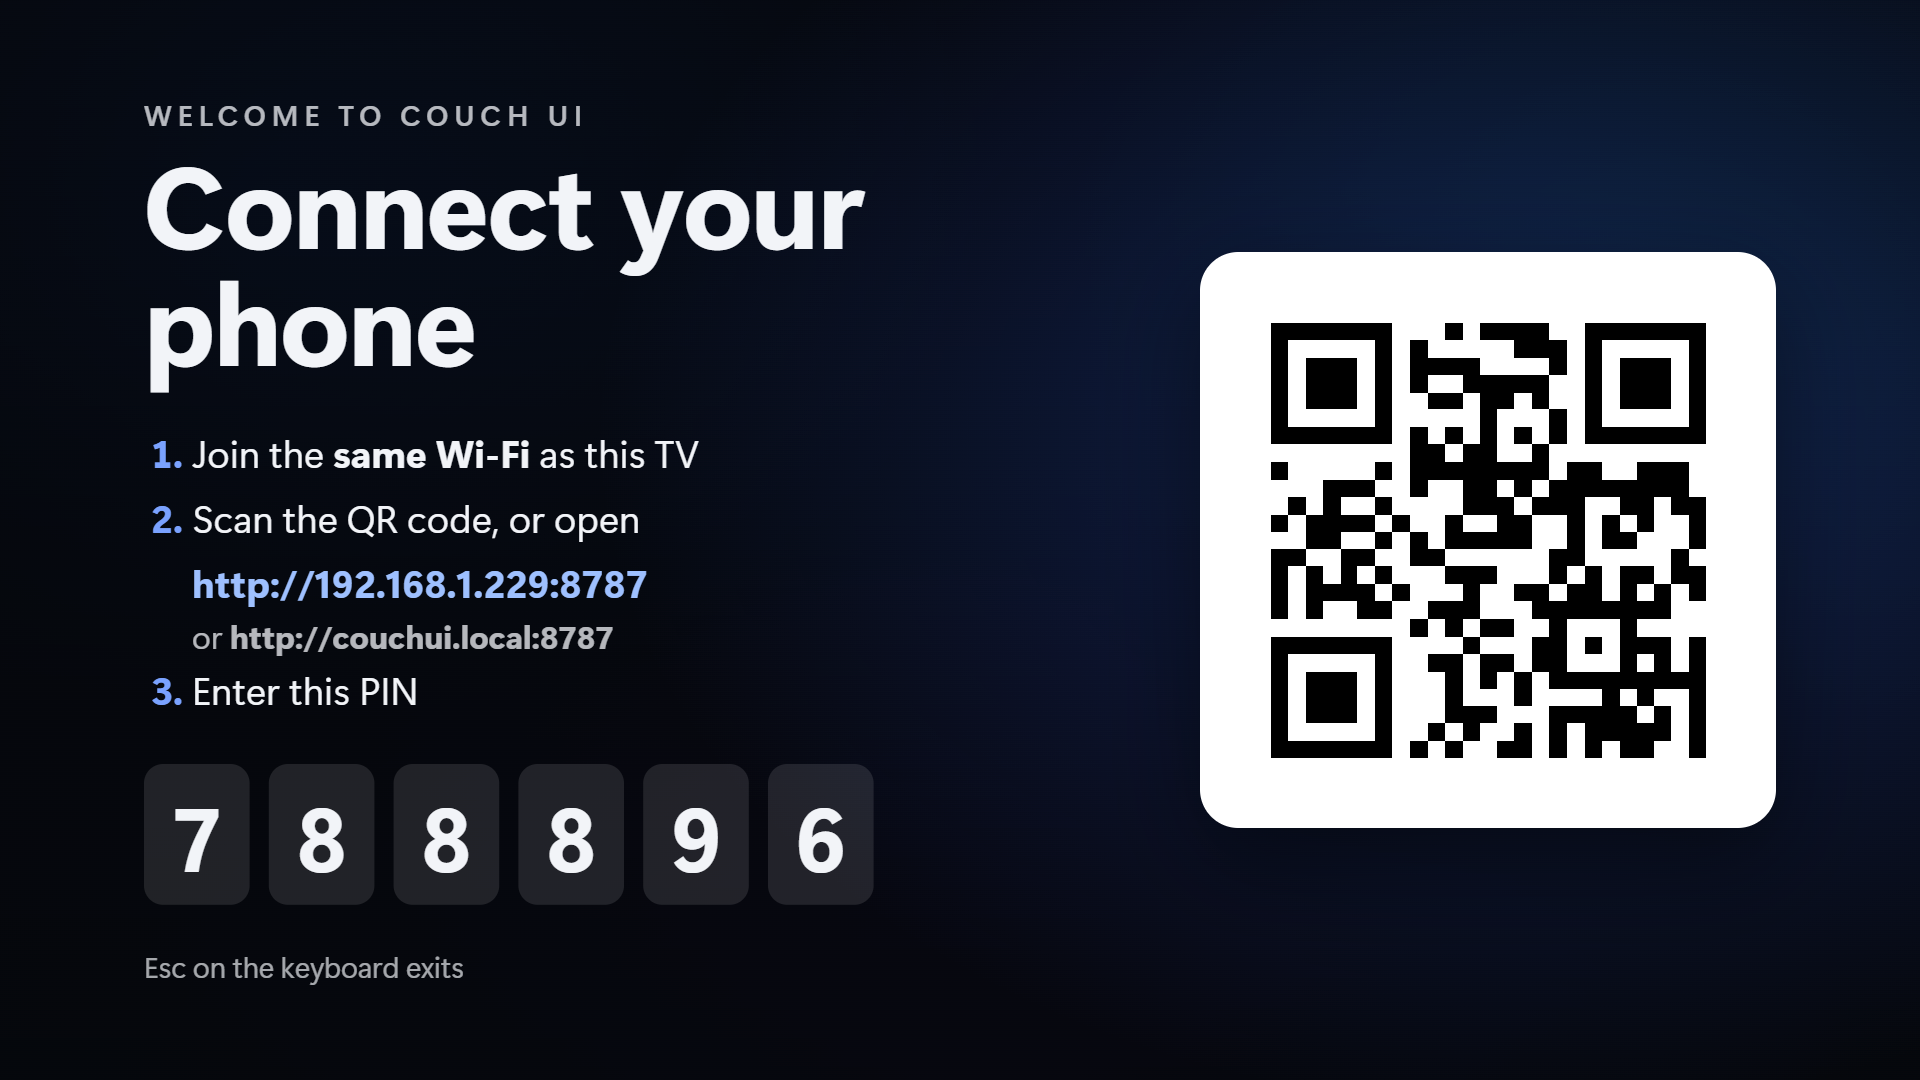 WELCOME TO COUCH UI
Connect your
phone
1. Join the same Wi-Fi as this TV
2. Scan the QR code, or open
http://192.168.1.229:8787
or http://couchui.local:8787
3. Enter this PIN
7 8 8 8 9 6
Esc on the keyboard exits